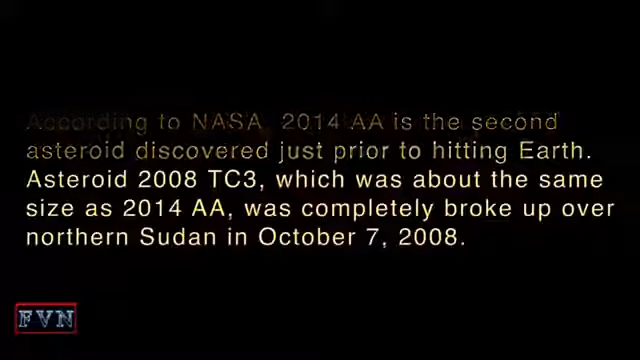 According to NASA, 2014 AA is the second
asteroid discovered just prior to hitting Earth.
Asteroid 2008 TC3, which was about the same
size as 2014 AA, was completely broke up over
northern Sudan in October 7, 2008.
FVN